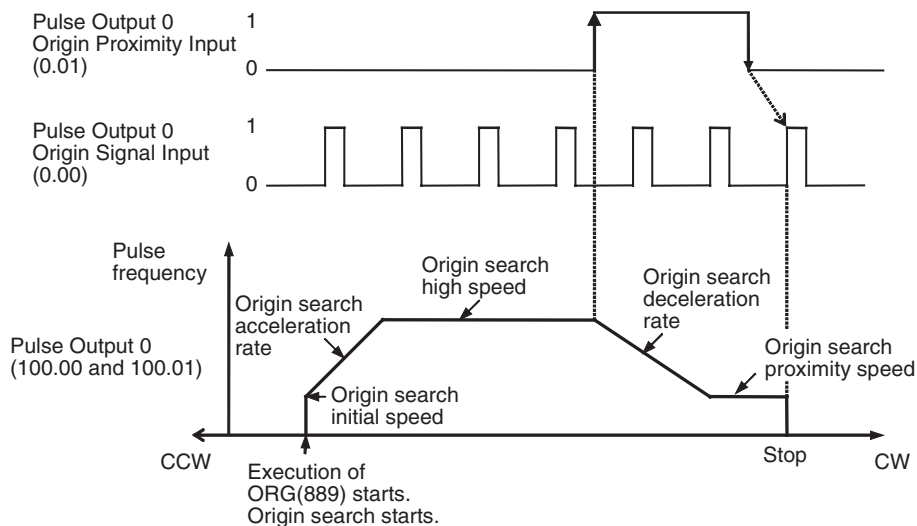 Pulse Output 0
Origin Proximity Input
(0.01)
1
0
Pulse Output 0
Origin Signal Input
(0.00)
1
0
Pulse
frequency
Origin search
high speed
Origin search
deceleration
rate
Origin search
acceleration
rate
Pulse Output 0
(100.00 and 100.01)
Origin search
proximity speed
Origin search
initial speed
CCW
Stop
CW
Execution of
ORG(889) starts.
Origin search starts.